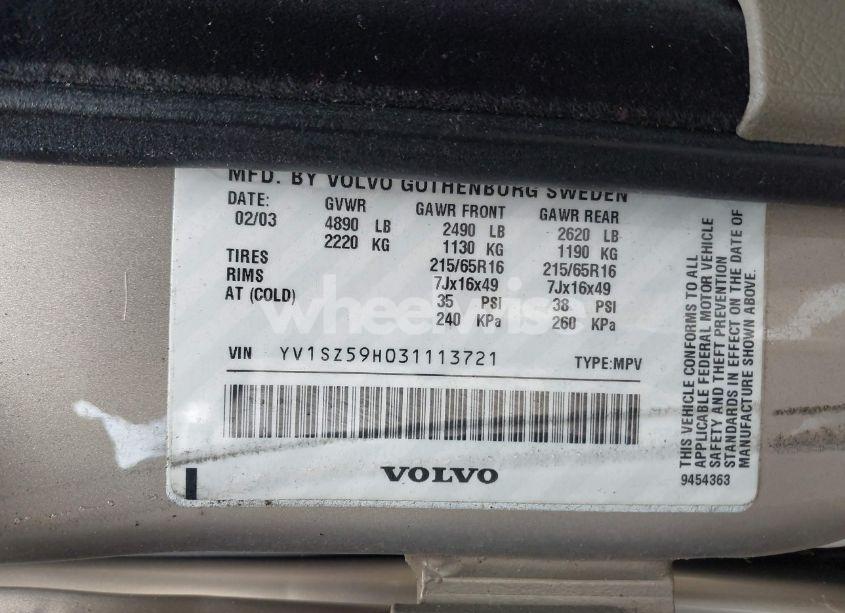 MFD. BY VOLVO GOTHENBURG SWEDEN
DATE: GVWR GAWR FRONT GAWR REAR
02/03 4890 LB 2490 LB 2620 LB
2220 KG 1130 KG 1190 KG
TIRES 215/65R16 215/65R16
RIMS 7Jx16x49 7Jx16x49
AT (COLD) 35 PSI 38 PSI
240 KPa 260 KPa
wheelwise
VIN YV1SZ59H031113721 TYPE:MPV
VOLVO
THIS VEHICLE CONFORMS TO ALL
APPLICABLE FEDERAL MOTOR VEHICLE
SAFETY AND THEFT PREVENTION
STANDARDS IN EFFECT ON THE DATE OF
MANUFACTURE SHOWN ABOVE.
9454363